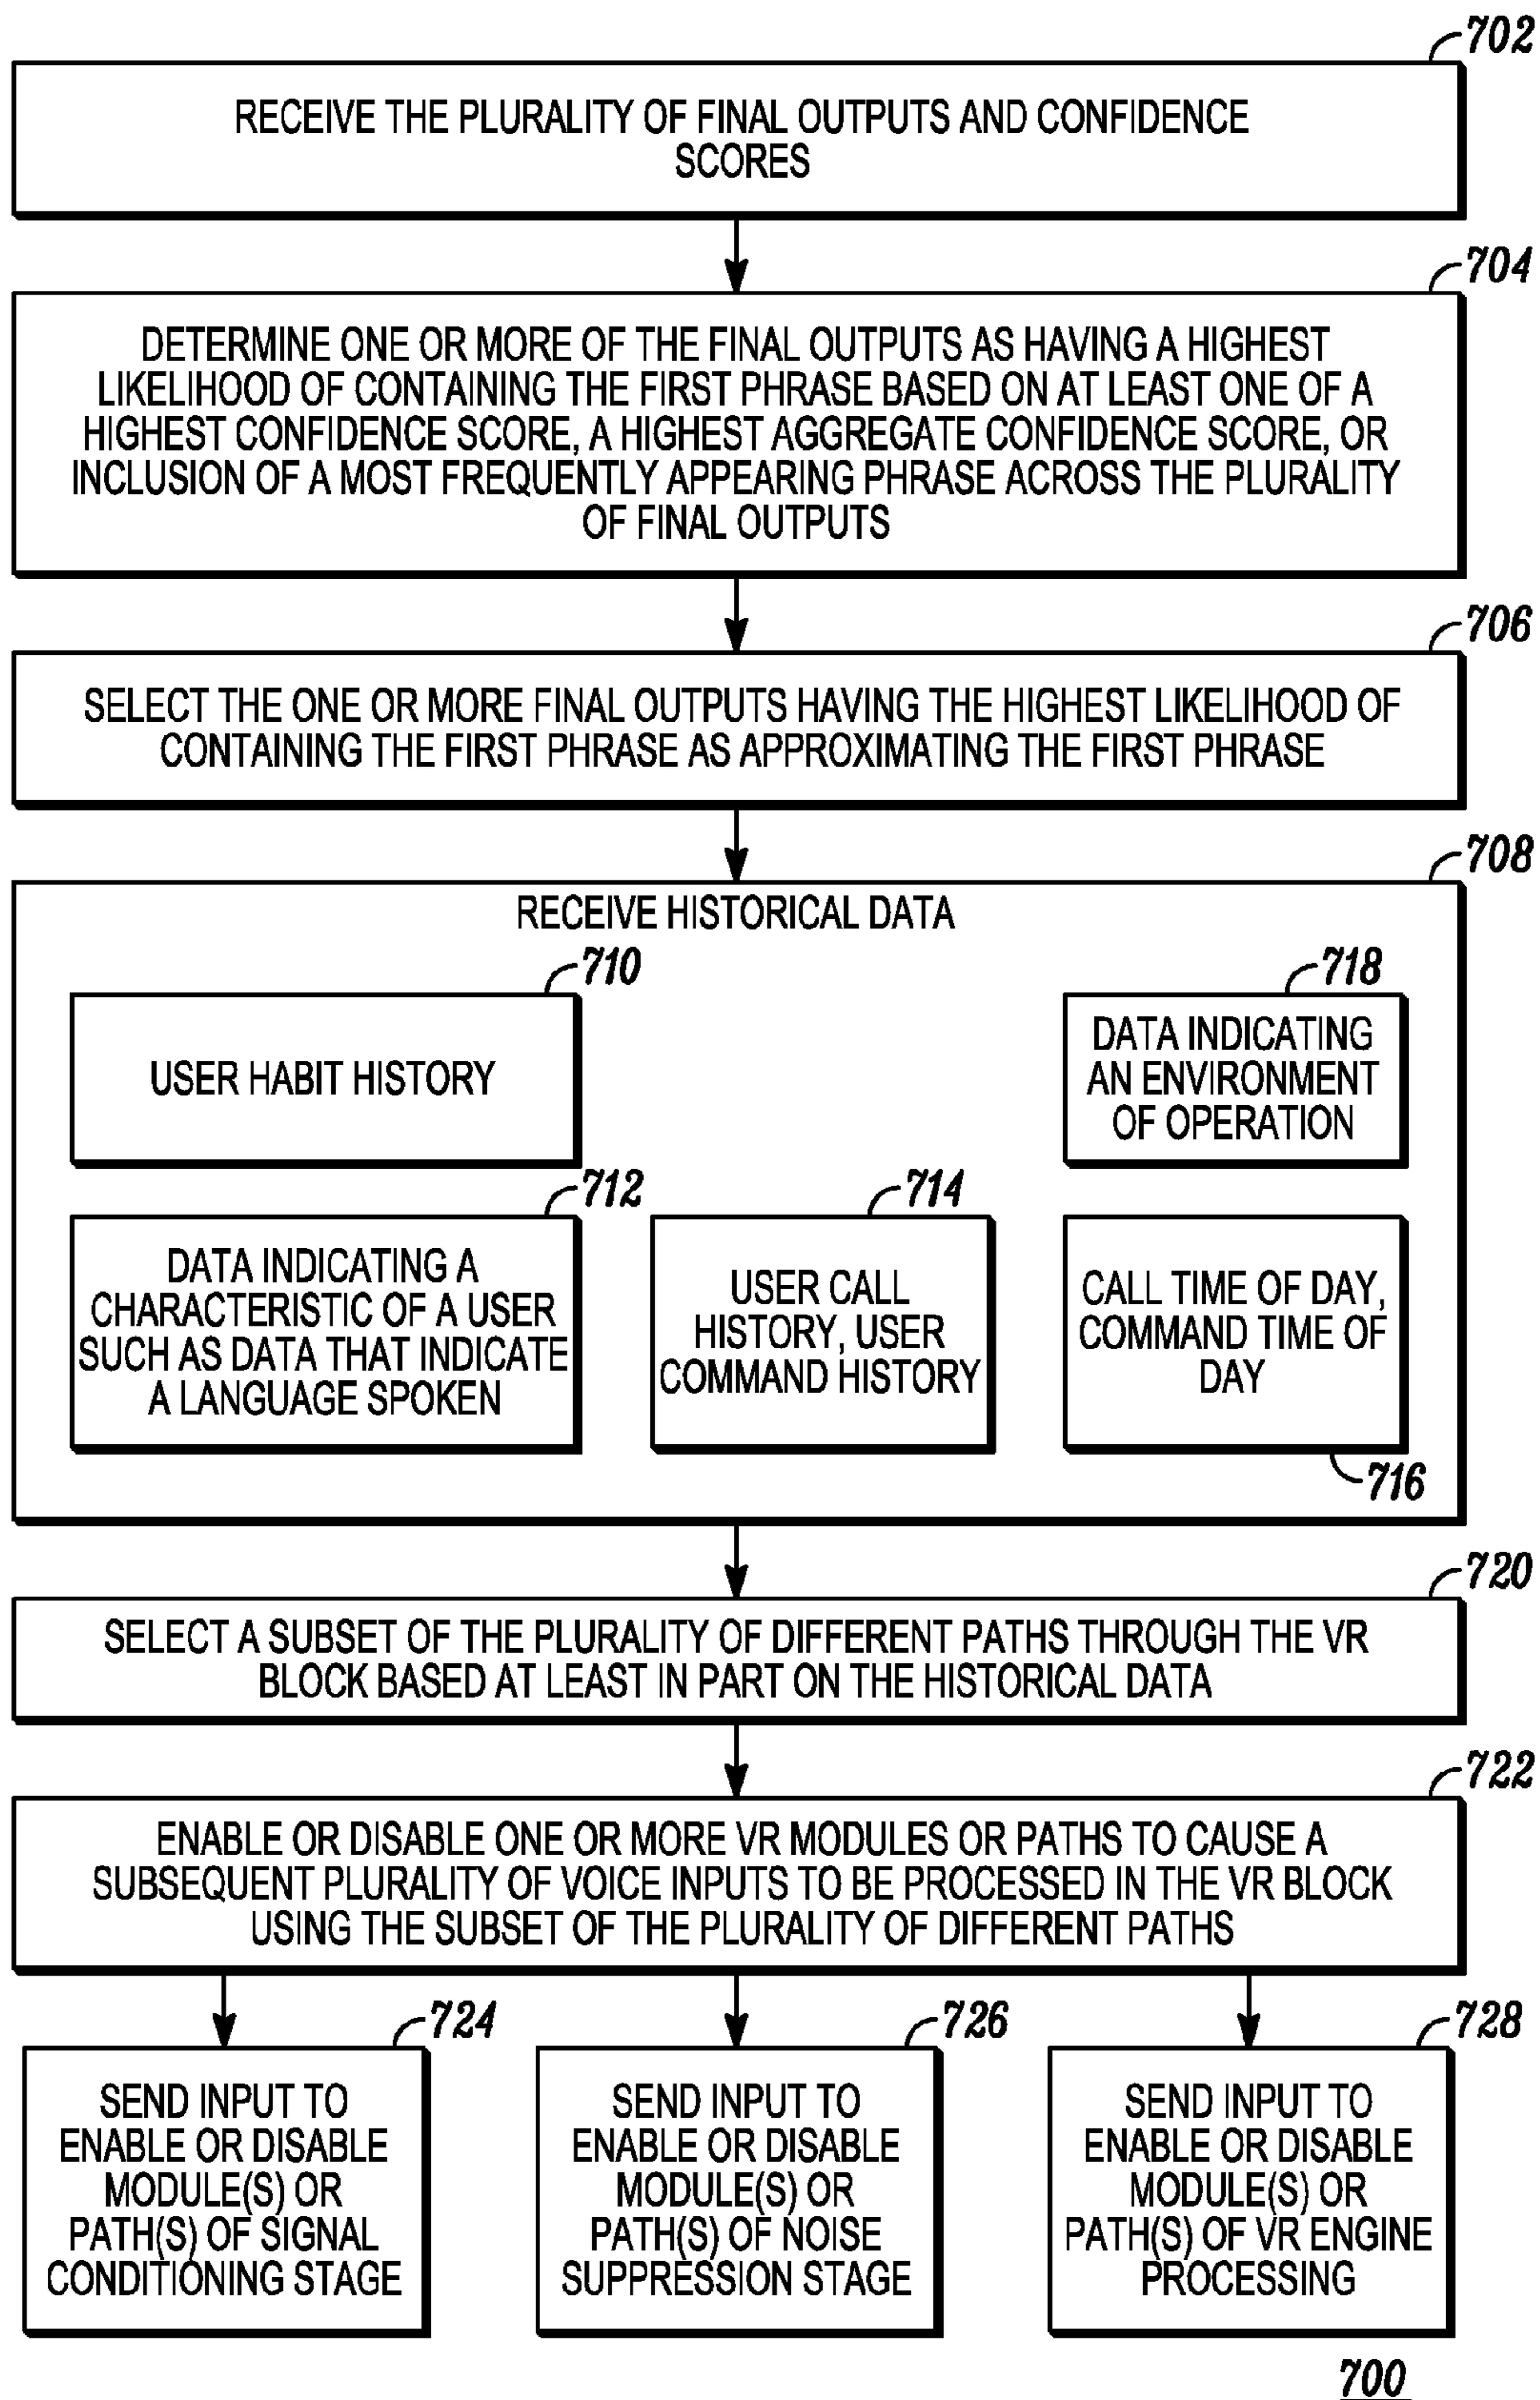 702
RECEIVE THE PLURALITY OF FINAL OUTPUTS AND CONFIDENCE
SCORES
704
DETERMINE ONE OR MORE OF THE FINAL OUTPUTS AS HAVING A HIGHEST
LIKELIHOOD OF CONTAINING THE FIRST PHRASE BASED ON AT LEAST ONE OF A
HIGHEST CONFIDENCE SCORE, A HIGHEST AGGREGATE CONFIDENCE SCORE, OR
INCLUSION OF A MOST FREQUENTLY APPEARING PHRASE ACROSS THE PLURALITY
OF FINAL OUTPUTS
706
SELECT THE ONE OR MORE FINAL OUTPUTS HAVING THE HIGHEST LIKELIHOOD OF
CONTAINING THE FIRST PHRASE AS APPROXIMATING THE FIRST PHRASE
708
RECEIVE HISTORICAL DATA
710
USER HABIT HISTORY
718
DATA INDICATING
AN ENVIRONMENT
OF OPERATION
712
DATA INDICATING A
CHARACTERISTIC OF A USER
SUCH AS DATA THAT INDICATE
A LANGUAGE SPOKEN
714
USER CALL
HISTORY, USER
COMMAND HISTORY
CALL TIME OF DAY,
COMMAND TIME OF
DAY
716
720
SELECT A SUBSET OF THE PLURALITY OF DIFFERENT PATHS THROUGH THE VR
BLOCK BASED AT LEAST IN PART ON THE HISTORICAL DATA
722
ENABLE OR DISABLE ONE OR MORE VR MODULES OR PATHS TO CAUSE A
SUBSEQUENT PLURALITY OF VOICE INPUTS TO BE PROCESSED IN THE VR BLOCK
USING THE SUBSET OF THE PLURALITY OF DIFFERENT PATHS
724
SEND INPUT TO
ENABLE OR DISABLE
MODULE(S) OR
PATH(S) OF SIGNAL
CONDITIONING STAGE
726
SEND INPUT TO
ENABLE OR DISABLE
MODULE(S) OR
PATH(S) OF NOISE
SUPPRESSION STAGE
728
SEND INPUT TO
ENABLE OR DISABLE
MODULE(S) OR
PATH(S) OF VR ENGINE
PROCESSING
700